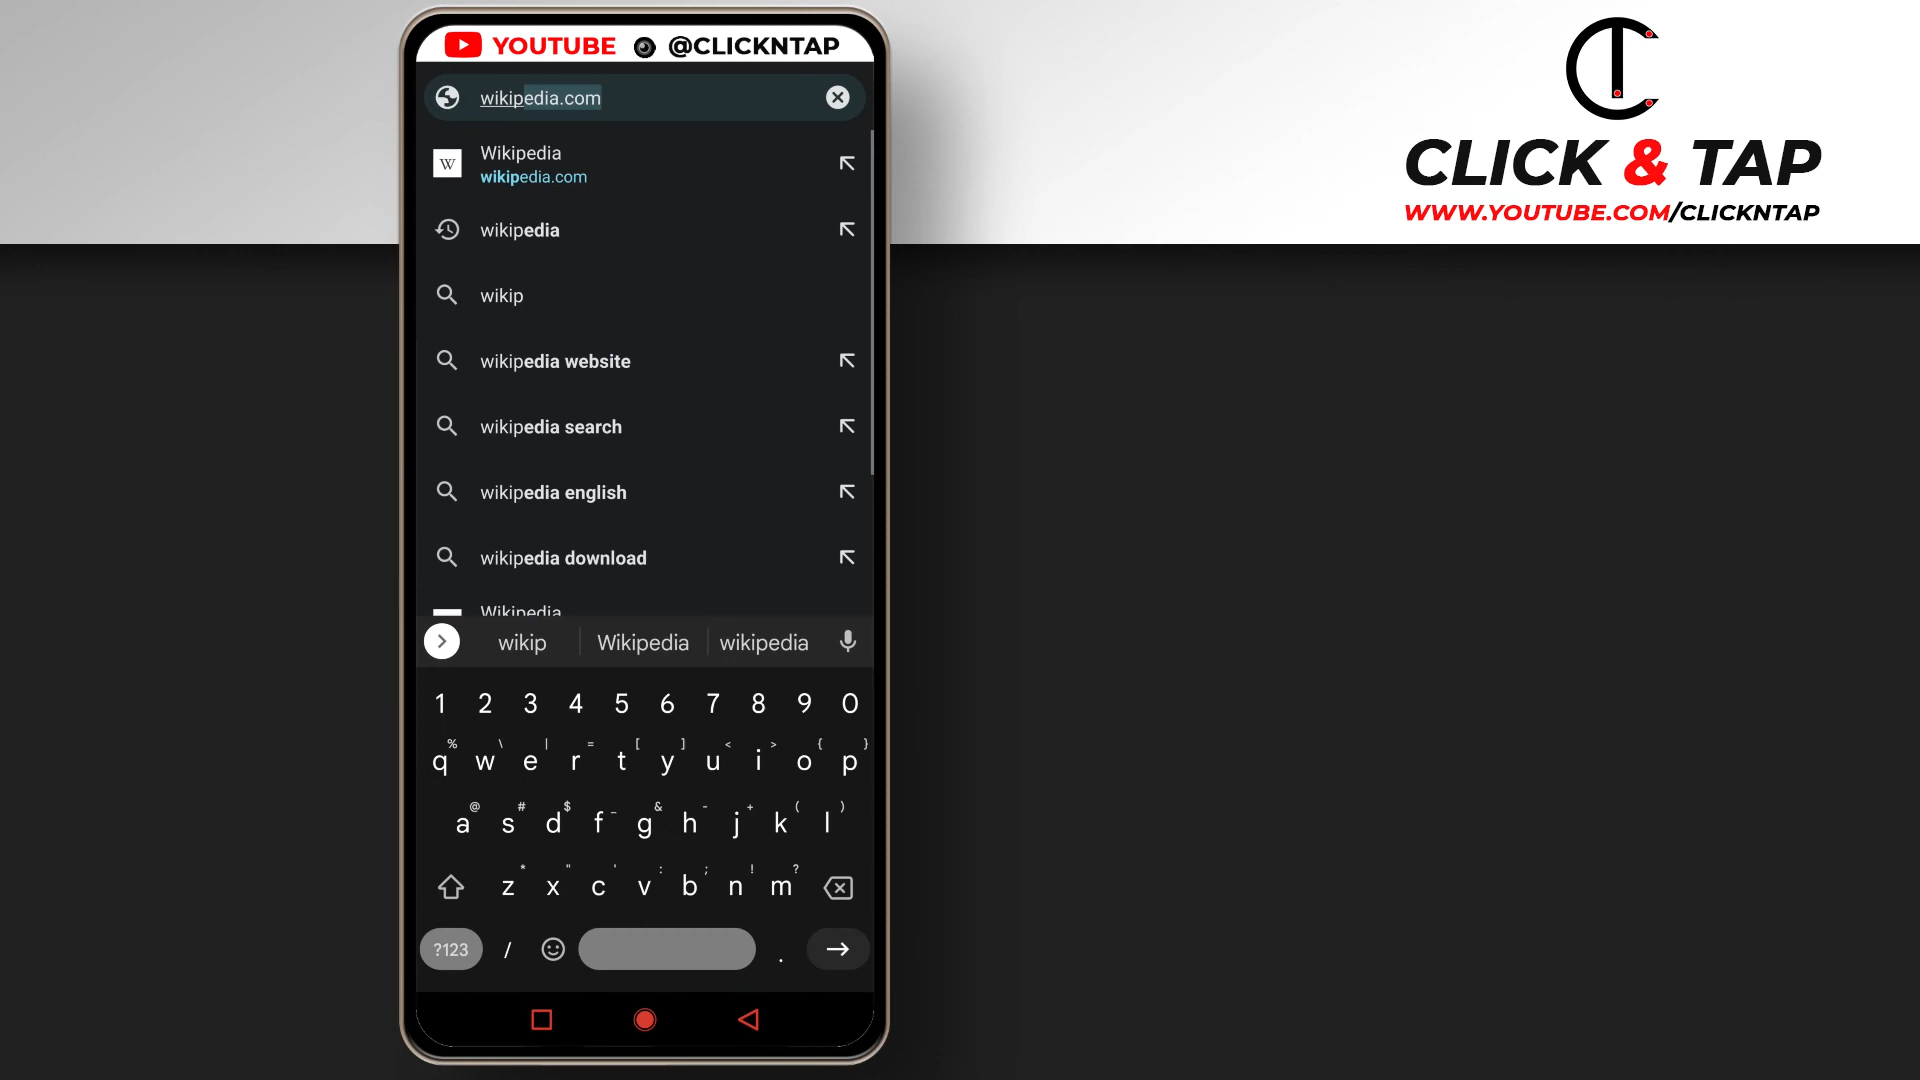 YOUTUBE @CLICKNTAP
wikipedia.com
Wikipedia
wikipedia.com
wikipedia
wikip
wikipedia website
wikipedia search
wikipedia english
wikipedia download
Wikipedia
wikip Wikipedia wikipedia
1 2 3 4 5 6 7 8 9 0
% \ | = [ ] < > { }
q w e r t y u i o p
@ # $ _ & - + ( )
a s d f g h j k l
* " ' : ; ! ?
z x c v b n m
?123 / .
CLICK & TAP
WWW.YOUTUBE.COM/CLICKNTAP